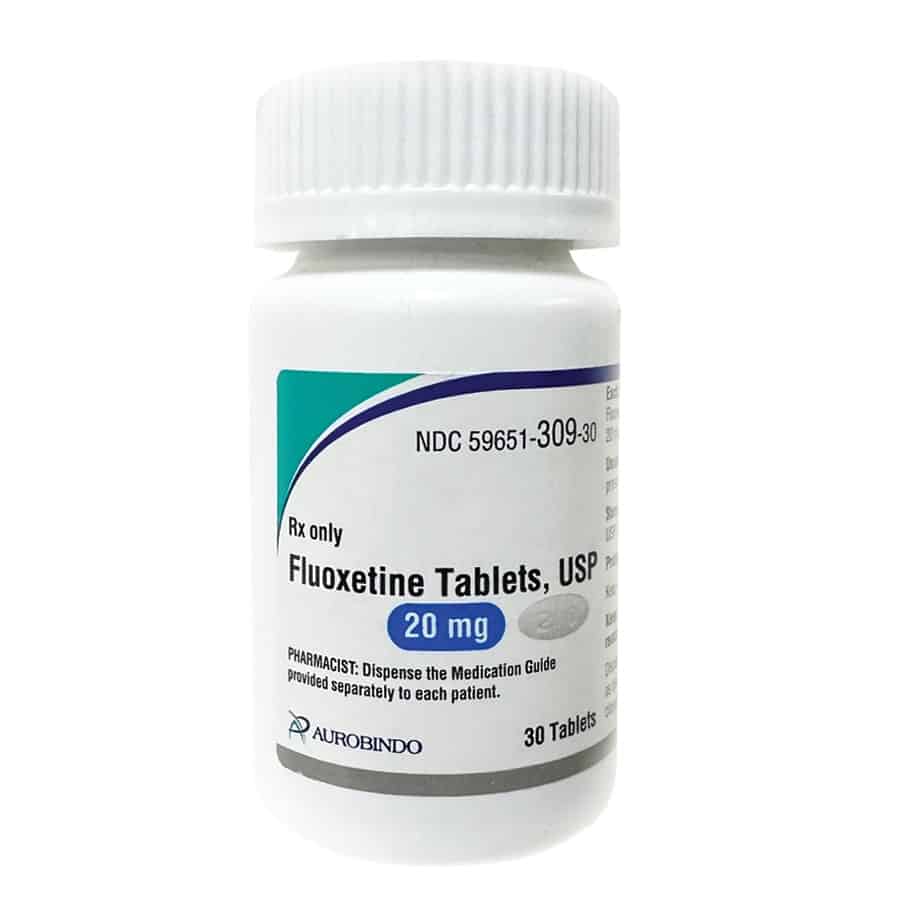 NDC 59651-309-30
Rx only
Fluoxetine Tablets, USP
20 mg
PHARMACIST: Dispense the Medication Guide
provided separately to each patient.
AUROBINDO
30 Tablets